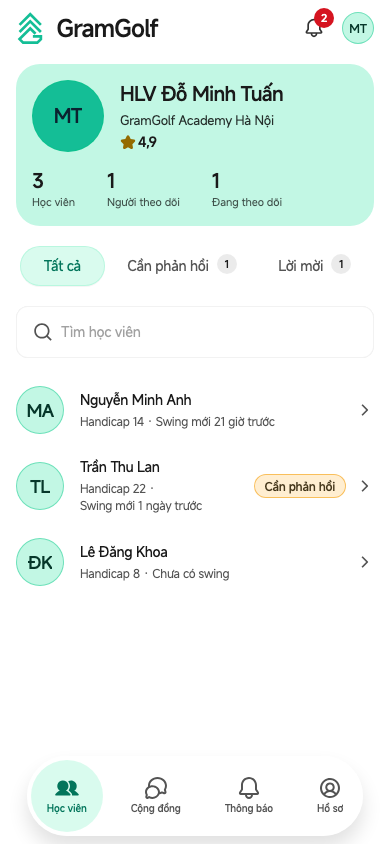 GramGolf
2
MT
MT
HLV Đỗ Minh Tuấn
GramGolf Academy Hà Nội
4,9
3
Học viên
1
Người theo dõi
1
Đang theo dõi
Tất cả
Cần phản hồi 1
Lời mời 1
Tìm học viên
MA
Nguyễn Minh Anh
Handicap 14 · Swing mới 21 giờ trước
TL
Trần Thu Lan
Handicap 22 ·
Swing mới 1 ngày trước
Cần phản hồi
ĐK
Lê Đăng Khoa
Handicap 8 · Chưa có swing
Học viên
Cộng đồng
Thông báo
Hồ sơ